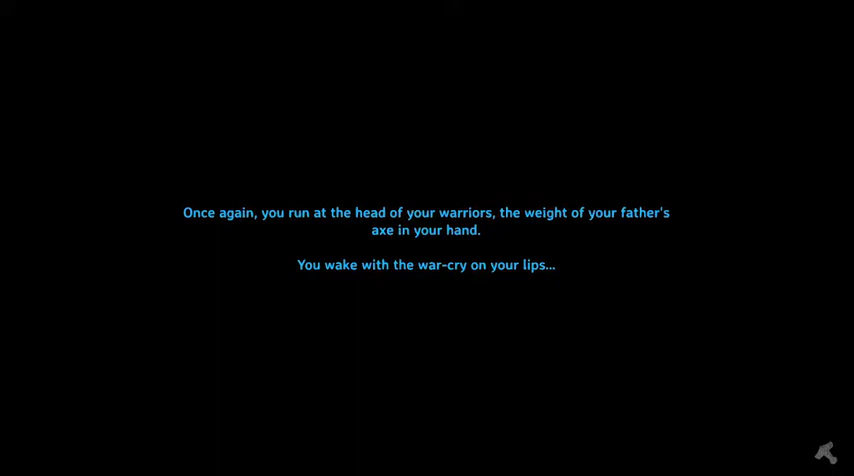 Once again, you run at the head of your warriors, the weight of your father's
axe in your hand.
You wake with the war-cry on your lips...